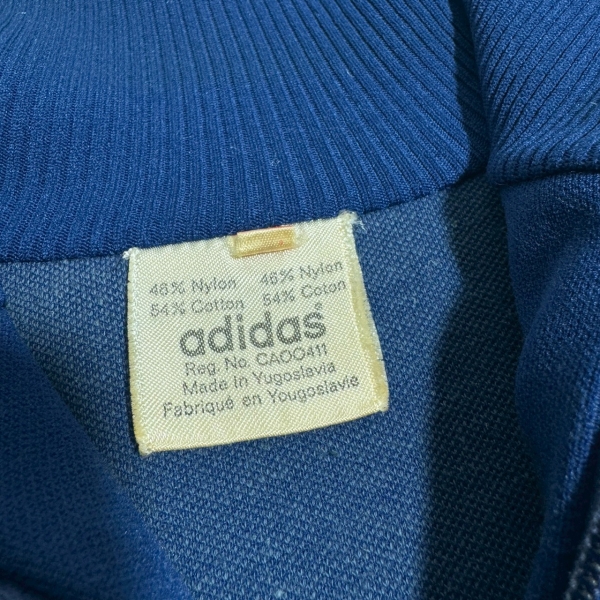 46% Nylon 46% Nylon
54% Cotton 54% Coton
adidas
Reg. No. CA00411
Made in Yugoslavia
Fabriqué en Yougoslavie